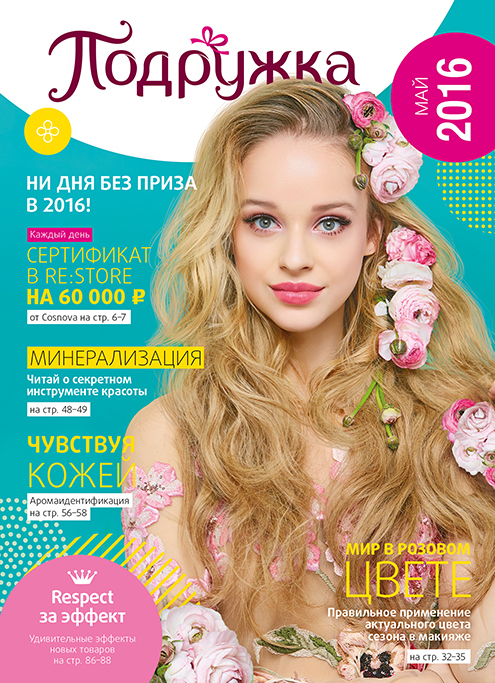 Подружка
МАЙ
2016
НИ ДНЯ БЕЗ ПРИЗА
В 2016!
Каждый день
СЕРТИФИКАТ
В RE:STORE
НА 60 000 ₽
от Cosnova на стр. 6–7
МИНЕРАЛИЗАЦИЯ
Читай о секретном
инструменте красоты
на стр. 48–49
ЧУВСТВУЯ
КОЖЕЙ
Аромаидентификация
на стр. 56–58
МИР В РОЗОВОМ
ЦВЕТЕ
Правильное применение
актуального цвета
сезона в макияже
на стр. 32–35
Respect
за эффект
Удивительные эффекты
новых товаров
на стр. 86–88